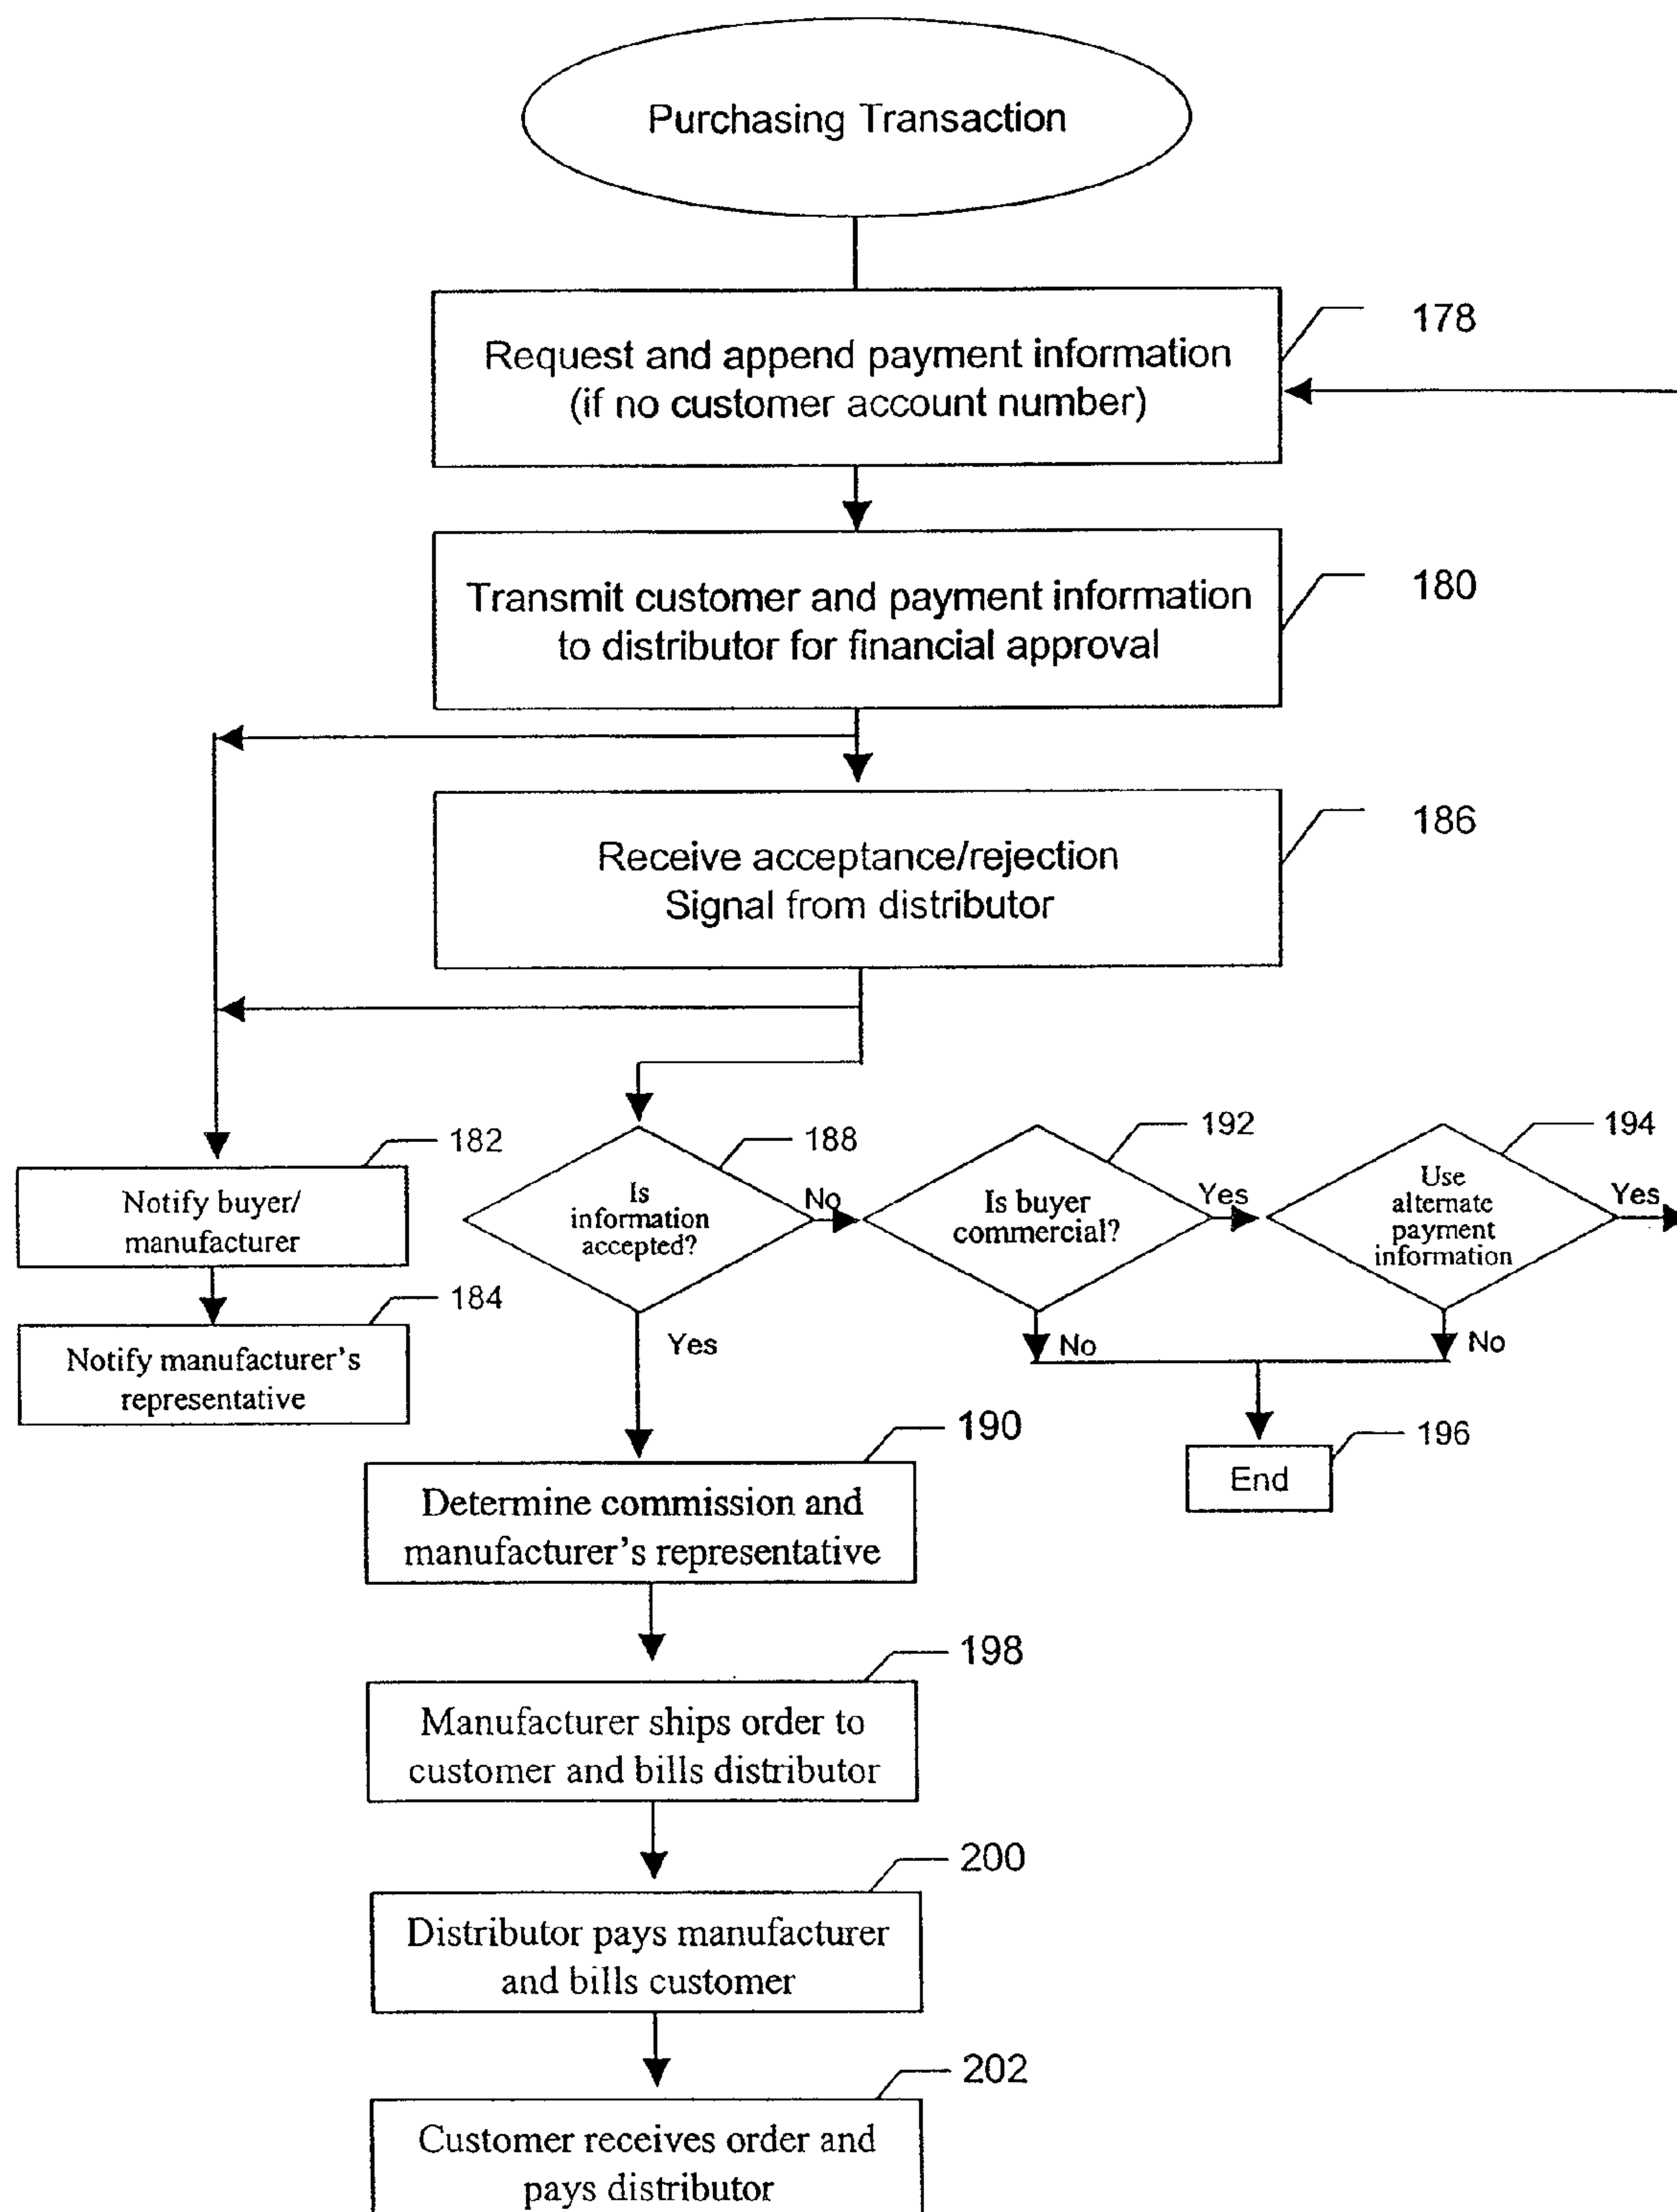 Purchasing Transaction
178
Request and append payment information
(if no customer account number)
180
Transmit customer and payment information
to distributor for financial approval
186
Receive acceptance/rejection
Signal from distributor
182
Notify buyer/
manufacturer
184
Notify manufacturer's
representative
188
Is
information
accepted?
No
Yes
192
Is buyer
commercial?
Yes
No
194
Use
alternate
payment
information
Yes
No
196
End
190
Determine commission and
manufacturer's representative
198
Manufacturer ships order to
customer and bills distributor
200
Distributor pays manufacturer
and bills customer
202
Customer receives order and
pays distributor